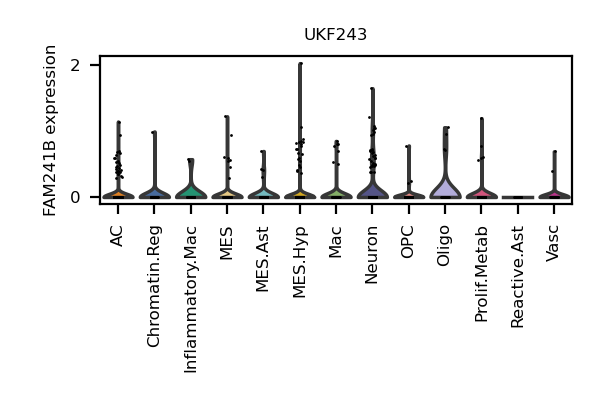 UKF243
FAM241B expression
2
0
AC
Chromatin.Reg
Inflammatory.Mac
MES
MES.Ast
MES.Hyp
Mac
Neuron
OPC
Oligo
Prolif.Metab
Reactive.Ast
Vasc